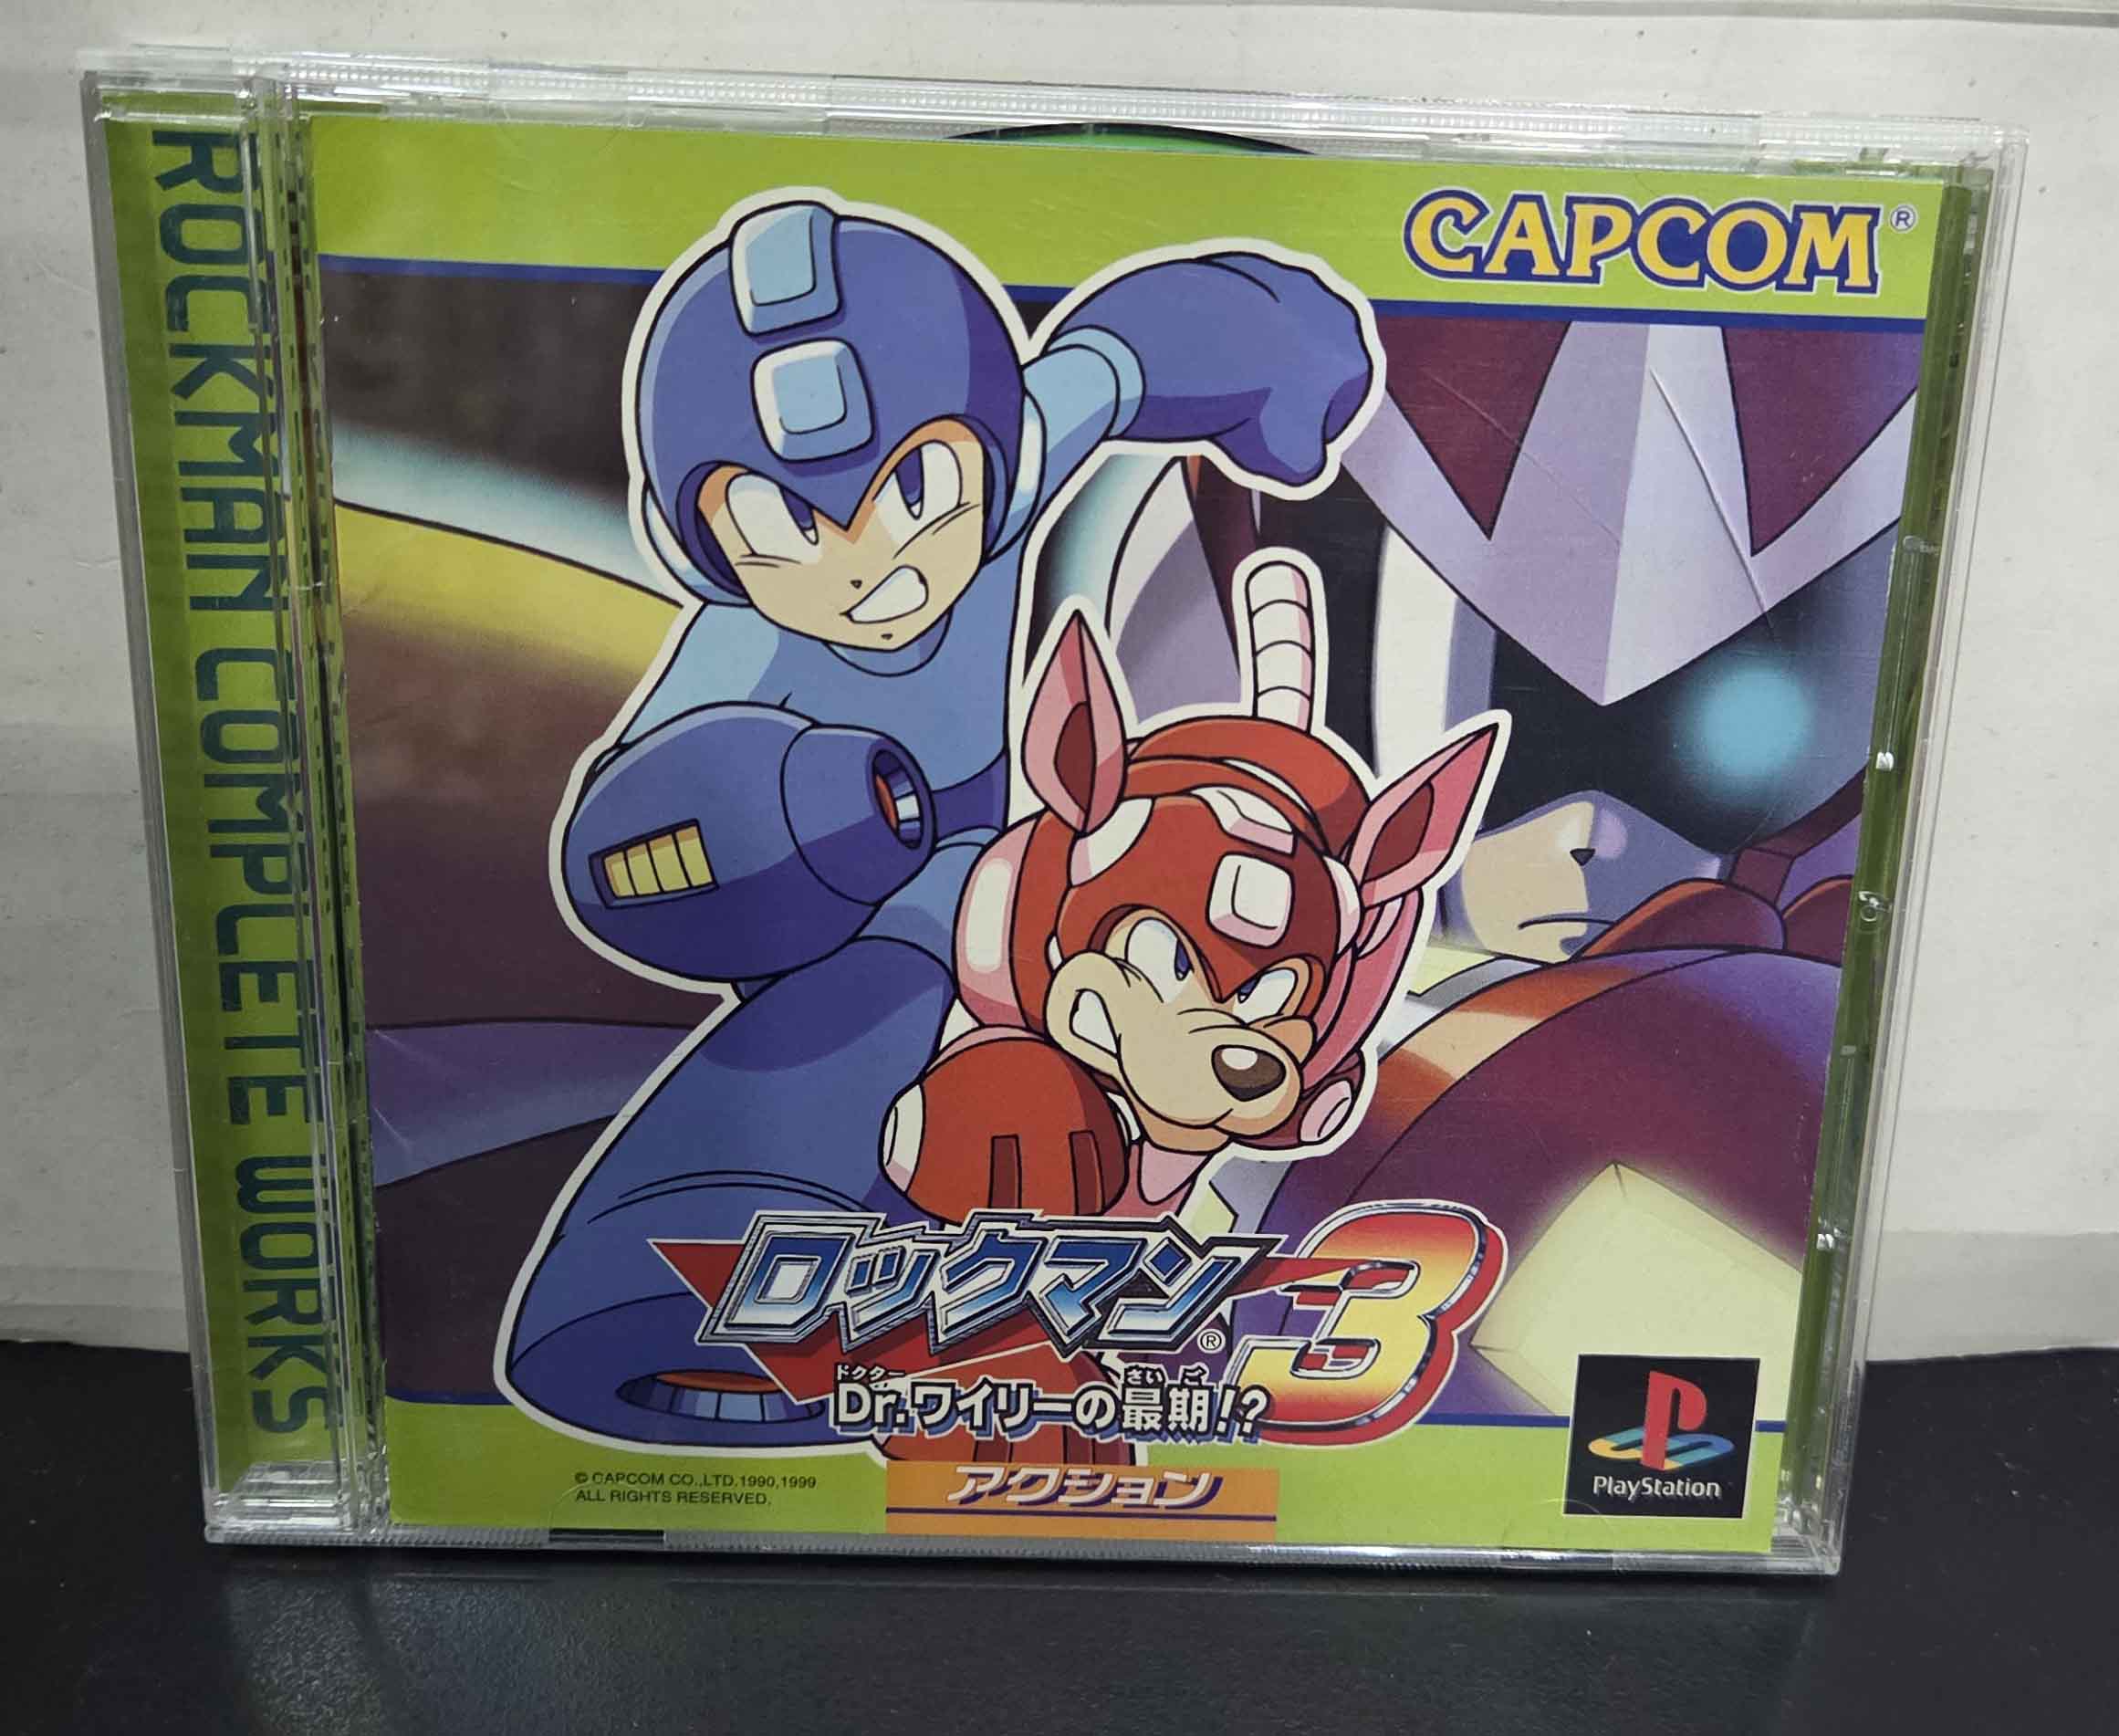 ROCKMAN COMPLETE WORKS
CAPCOM®
ロックマン®3
ドクター さいご
Dr.ワイリーの最期!?
© CAPCOM CO.,LTD.1990,1999
ALL RIGHTS RESERVED.
アクション
PlayStation